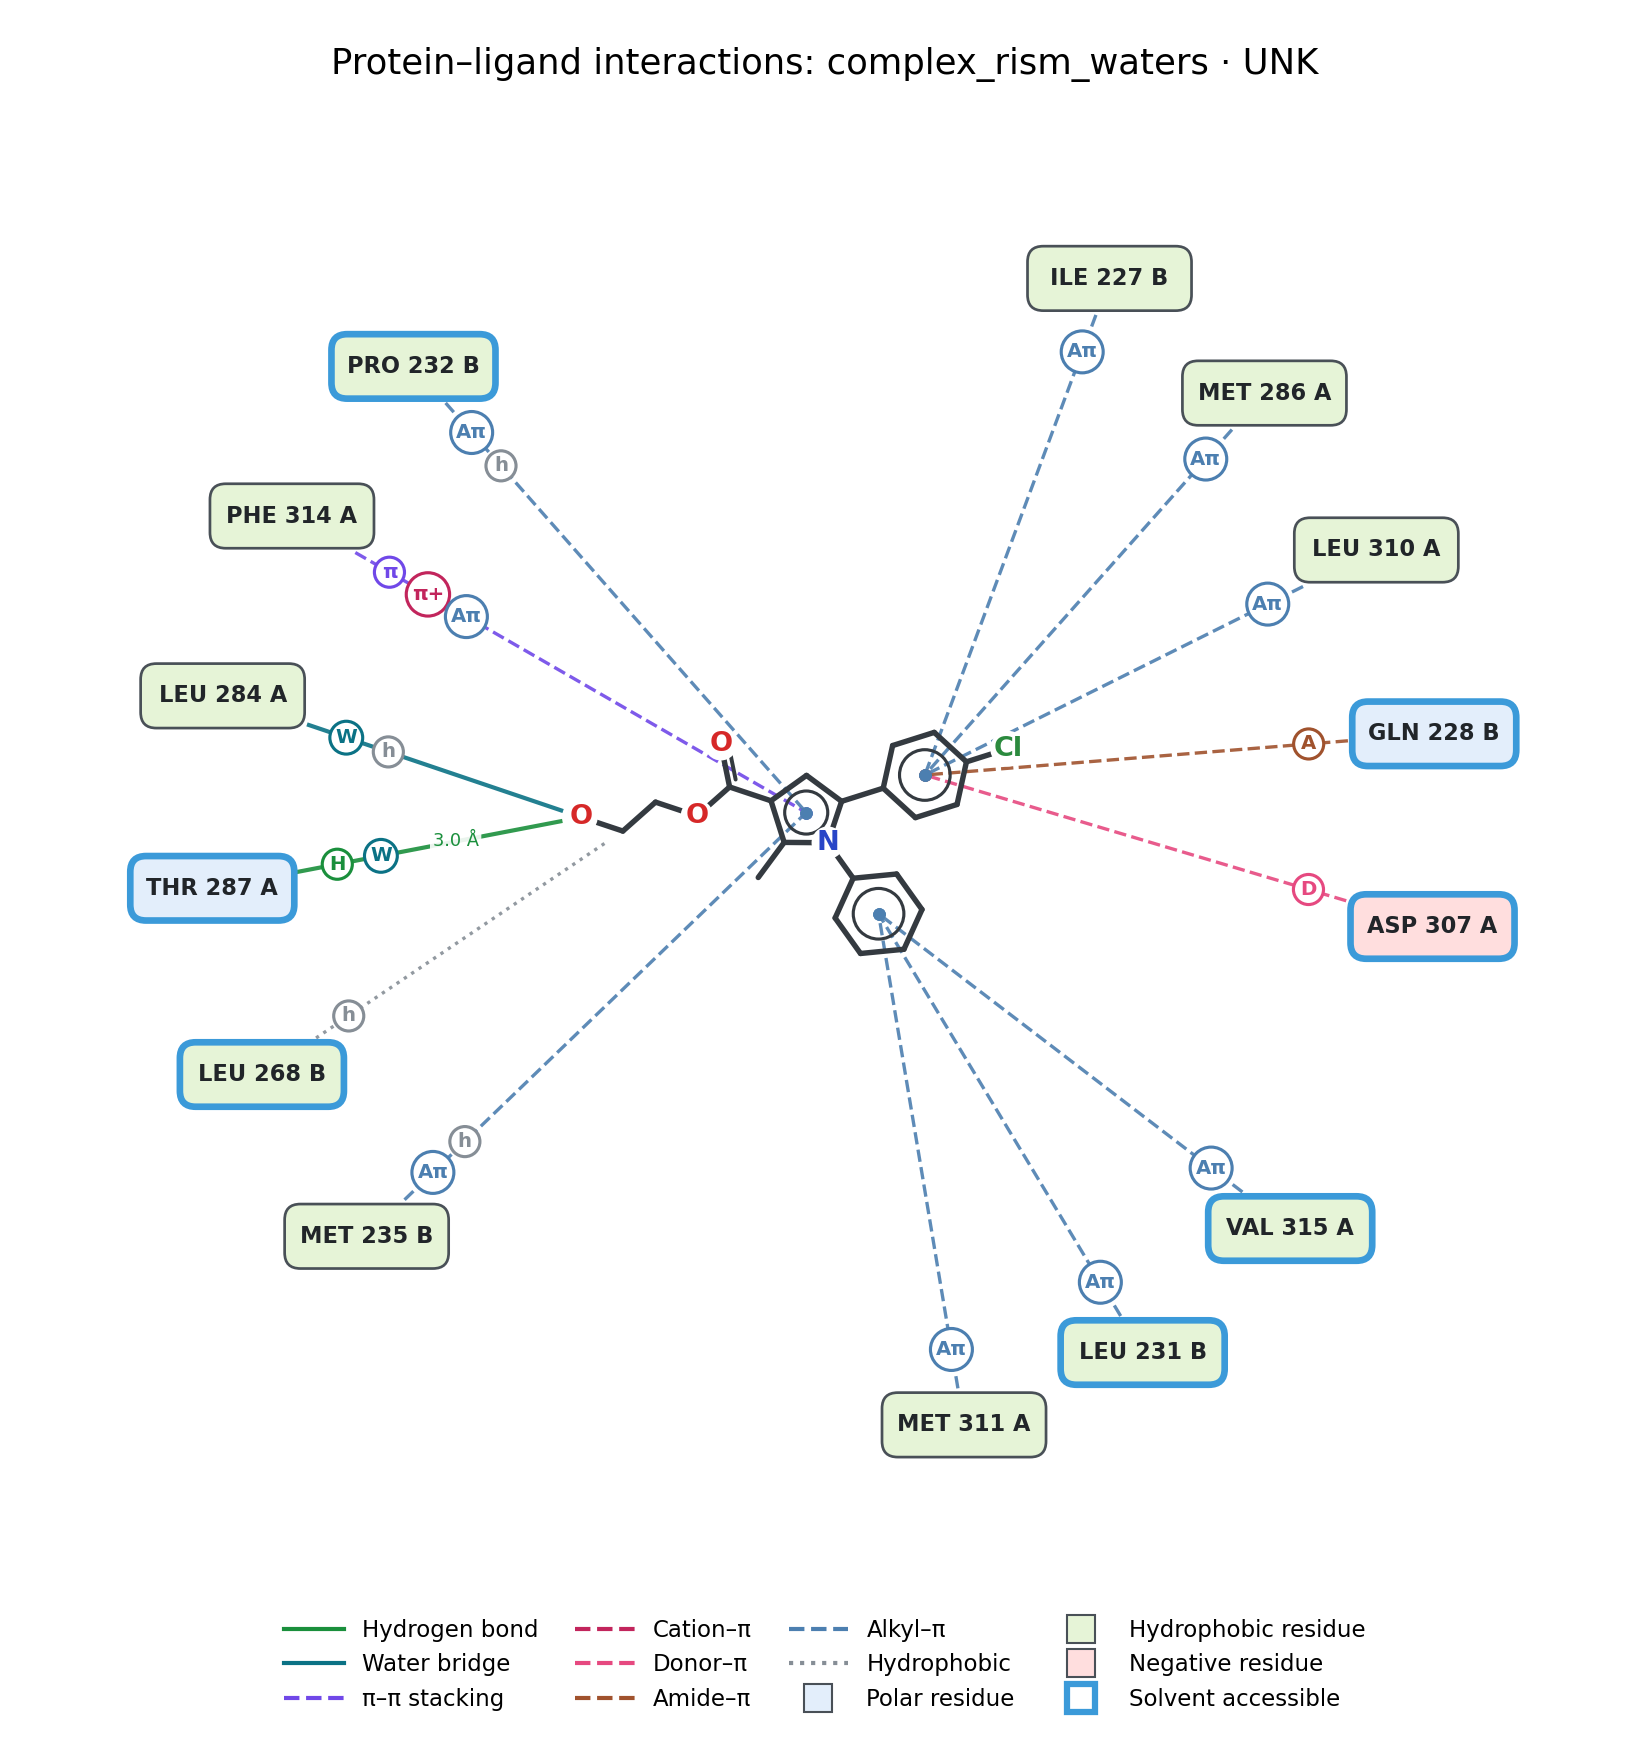 Protein–ligand interactions: complex_rism_waters · UNK
ILE 227 B
Aπ
PRO 232 B
MET 286 A
Aπ
Aπ
h
PHE 314 A
LEU 310 A
π
π+
Aπ
Aπ
LEU 284 A
W
h
GLN 228 B
A
O
Cl
O
O
N
3.0 Å
H
W
THR 287 A
D
ASP 307 A
h
LEU 268 B
h
Aπ
MET 235 B
Aπ
VAL 315 A
Aπ
LEU 231 B
Aπ
MET 311 A
Hydrogen bond
Cation–π
Alkyl–π
Hydrophobic residue
Water bridge
Donor–π
Hydrophobic
Negative residue
π–π stacking
Amide–π
Polar residue
Solvent accessible